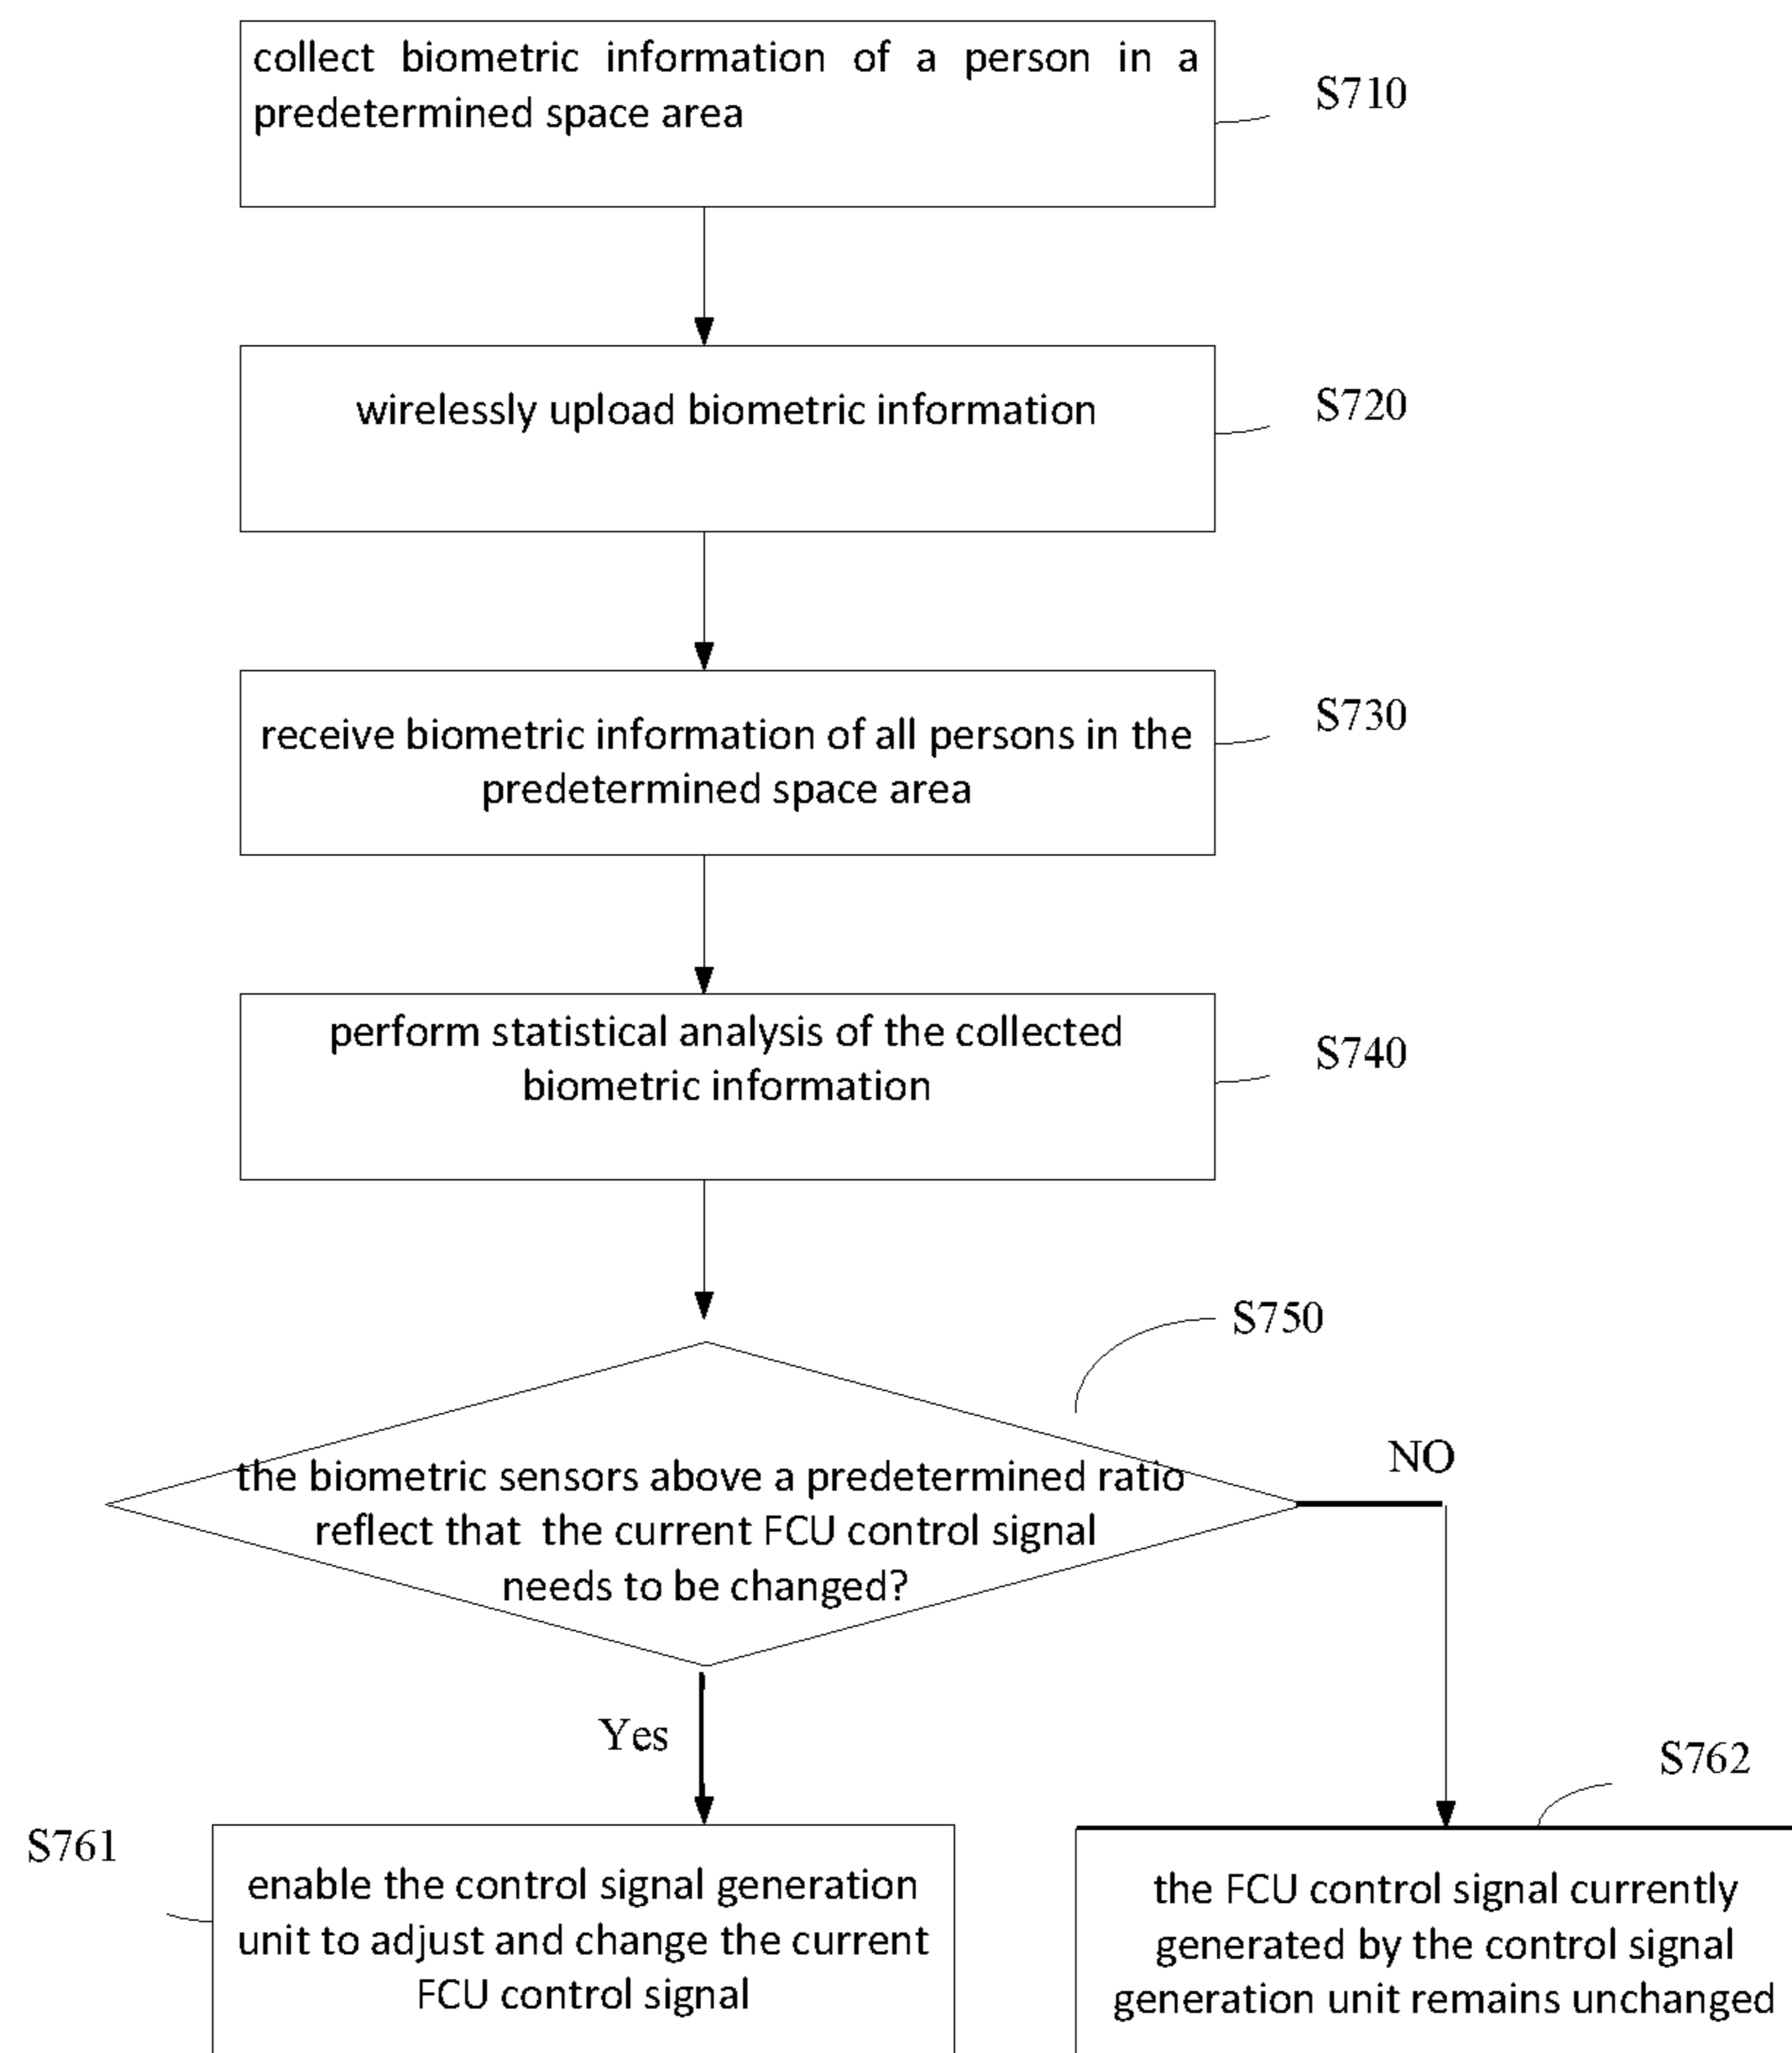 collect biometric information of a person in a
predetermined space area
S710
wirelessly upload biometric information
S720
receive biometric information of all persons in the
predetermined space area
S730
perform statistical analysis of the collected
biometric information
S740
S750
the biometric sensors above a predetermined ratio
reflect that the current FCU control signal
needs to be changed?
NO
Yes
S761
enable the control signal generation
unit to adjust and change the current
FCU control signal
S762
the FCU control signal currently
generated by the control signal
generation unit remains unchanged